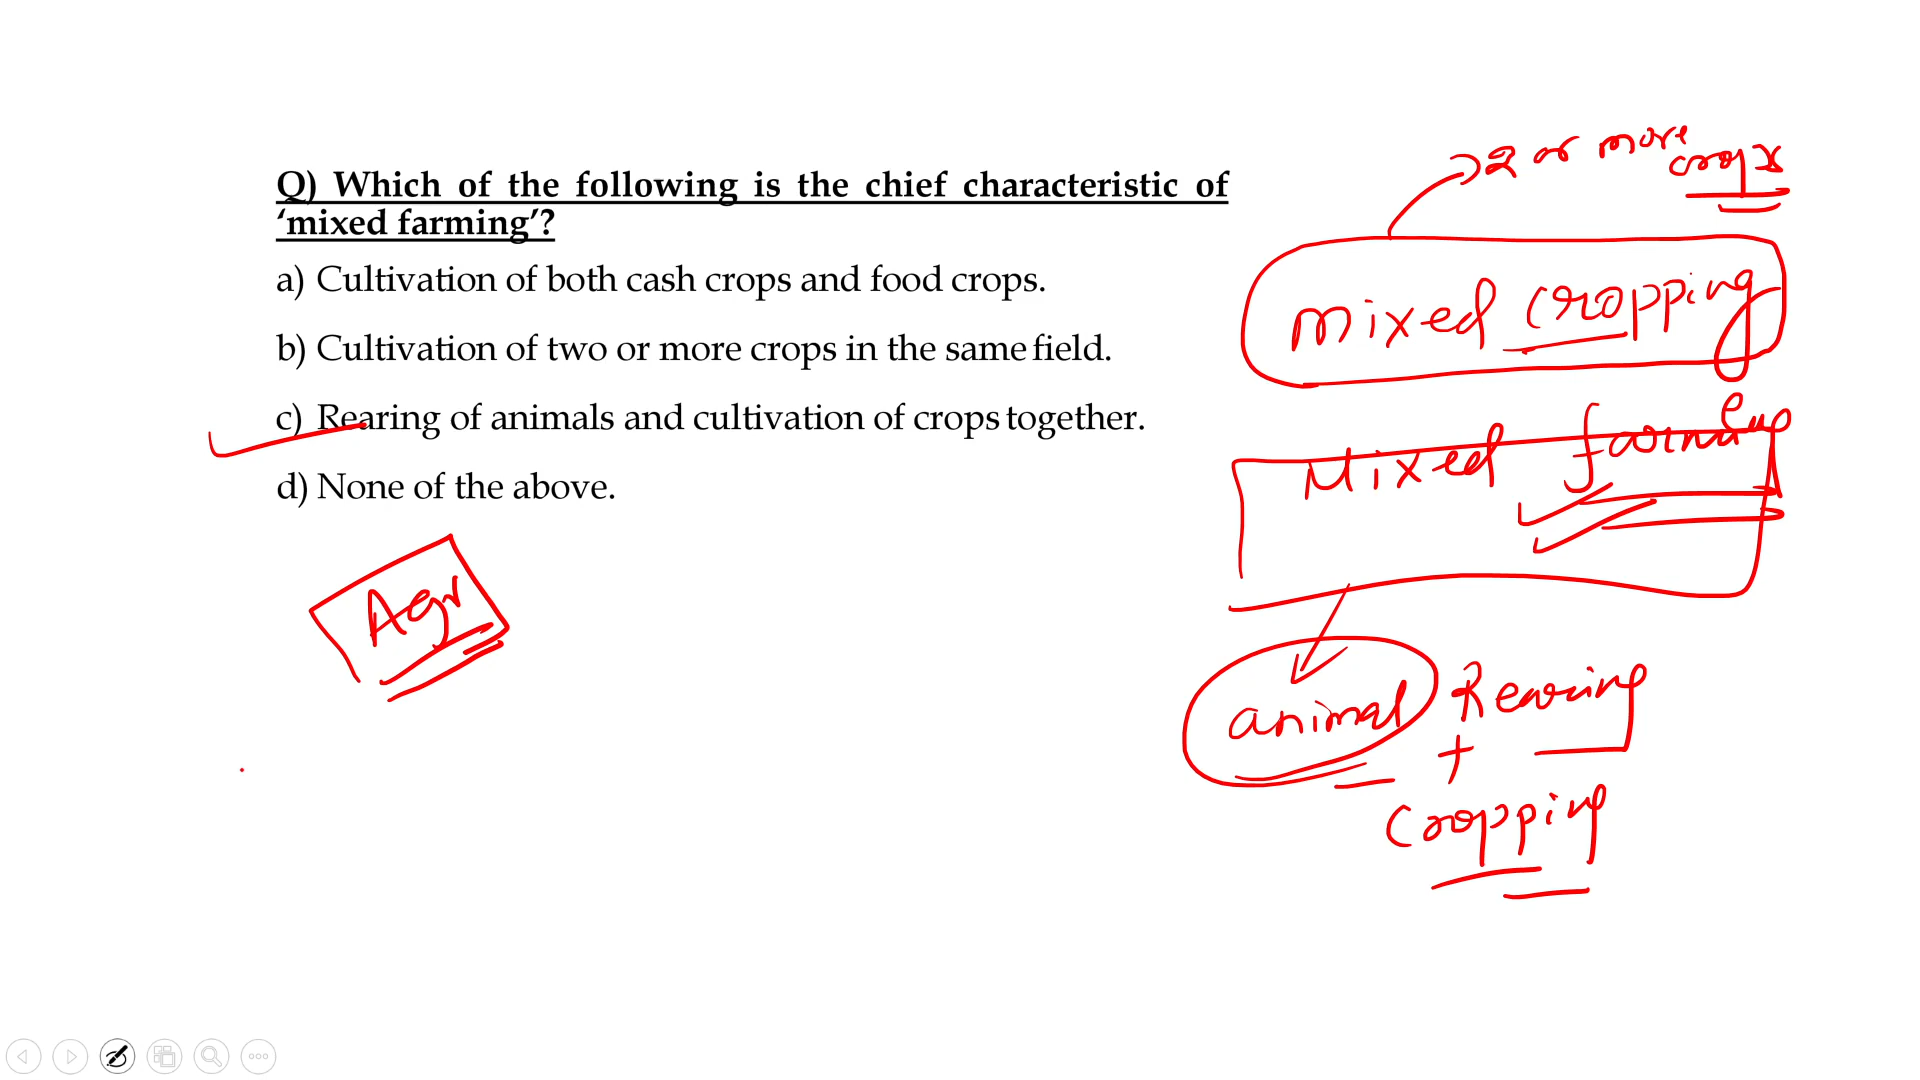 Q) Which of the following is the chief characteristic of
‘mixed farming’?
a) Cultivation of both cash crops and food crops.
b) Cultivation of two or more crops in the same field.
c) Rearing of animals and cultivation of crops together.
d) None of the above.
Agr
2 or more
crops
mixed cropping
Mixed farming
animal Rearing
+
Cropping